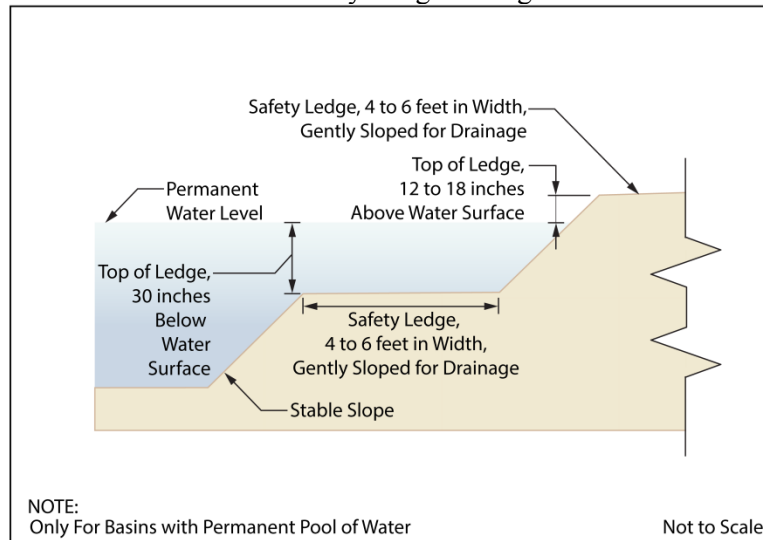 Safety Ledge, 4 to 6 feet in Width,
Gently Sloped for Drainage
Top of Ledge,
12 to 18 inches
Above Water Surface
Permanent
Water Level
Top of Ledge,
30 inches
Below
Water
Surface
Safety Ledge,
4 to 6 feet in Width,
Gently Sloped for Drainage
Stable Slope
NOTE:
Only For Basins with Permanent Pool of Water
Not to Scale